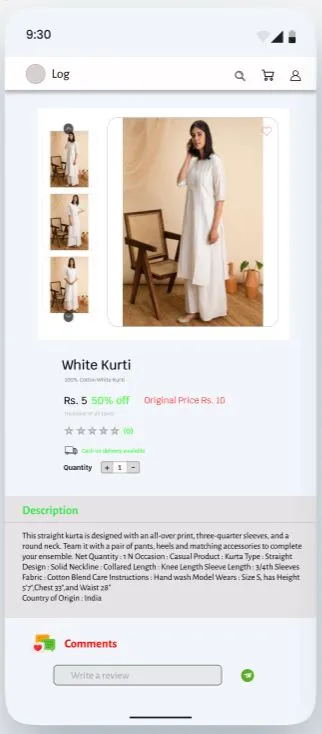 9:30
Log
White Kurti
100% Cotton White Kurti
Rs. 5 50% off Original Price Rs. 10
(Inclusive of all taxes)
(0)
Cash on delivery available
Quantity + 1 -
Description
This straight kurta is designed with an all-over print, three-quarter sleeves, and a
round neck. Team it with a pair of pants, heels and matching accessories to complete
your ensemble. Net Quantity : 1 N Occasion : Casual Product : Kurta Type : Straight
Design : Solid Neckline : Collared Length : Knee Length Sleeve Length : 3/4th Sleeves
Fabric : Cotton Blend Care Instructions : Hand wash Model Wears : Size S, has Height
5'7",Chest 33",and Waist 28"
Country of Origin : India
Comments
Write a review